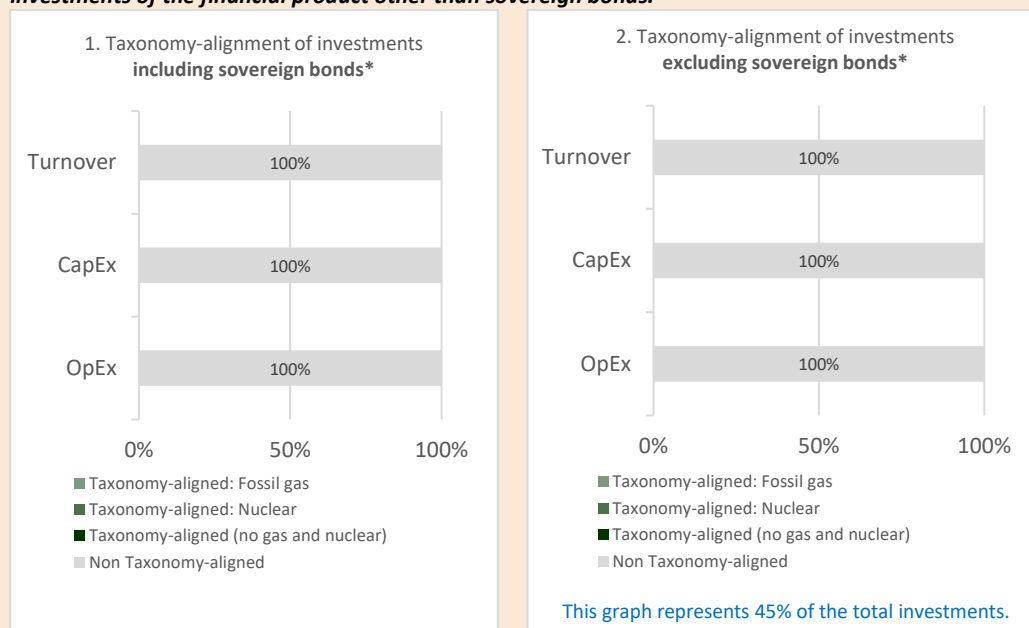 investments of the financial product other than sovereign bonds.
1. Taxonomy-alignment of investments
including sovereign bonds*
Turnover
100%
CapEx
100%
OpEx
100%
0% 50% 100%
Taxonomy-aligned: Fossil gas
Taxonomy-aligned: Nuclear
Taxonomy-aligned (no gas and nuclear)
Non Taxonomy-aligned
2. Taxonomy-alignment of investments
excluding sovereign bonds*
Turnover
100%
CapEx
100%
OpEx
100%
0% 50% 100%
Taxonomy-aligned: Fossil gas
Taxonomy-aligned: Nuclear
Taxonomy-aligned (no gas and nuclear)
Non Taxonomy-aligned
This graph represents 45% of the total investments.